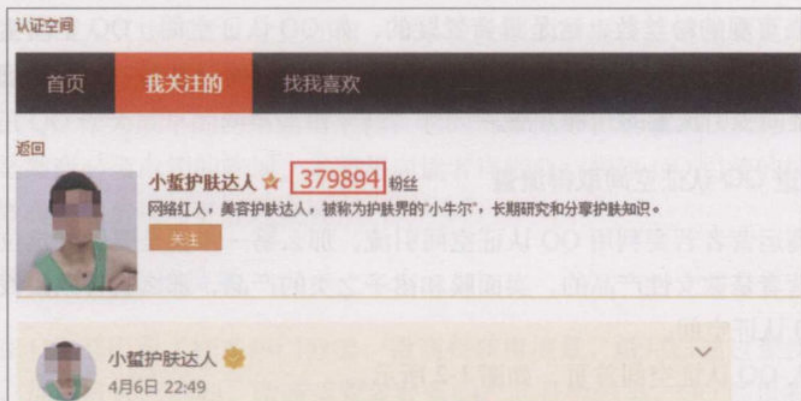 认证空间
首页 我关注的 找我喜欢
返回
小蜇护肤达人 379894 粉丝
网络红人，美容护肤达人，被称为护肤界的“小牛尔”，长期研究和分享护肤知识。
关注
小蜇护肤达人
4月6日 22:49